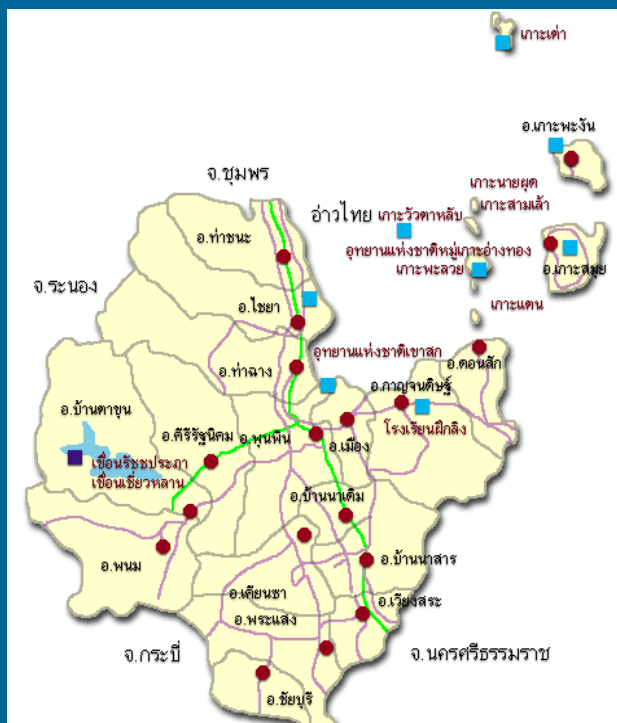 เกาะเต่า
อ.เกาะพะงัน
จ.ชุมพร
เกาะนายผุด
เกาะสามเล้า
อ่าวไทย
เกาะวัวตาหลับ
อ.ท่าชนะ
อุทยานแห่งชาติหมู่เกาะอ่างทอง
เกาะพะลวย
อ.เกาะสมุย
จ.ระนอง
อ.ไชยา
เกาะแตน
อุทยานแห่งชาติเขาสก
อ.ดอนสัก
อ.ท่าฉาง
อ.กาญจนดิษฐ์
อ.บ้านตาขุน
อ.คีรีรัฐนิคม
อ.พุนพิน
อ.เมือง
โรงเรียนฝึกลิง
เขื่อนรัชชประภา
เขื่อนเชี่ยวหลาน
อ.บ้านนาเดิม
อ.พนม
อ.บ้านนาสาร
อ.เคียนซา
อ.เวียงสระ
อ.พระแสง
จ.กระบี่
จ.นครศรีธรรมราช
อ.ชัยบุรี